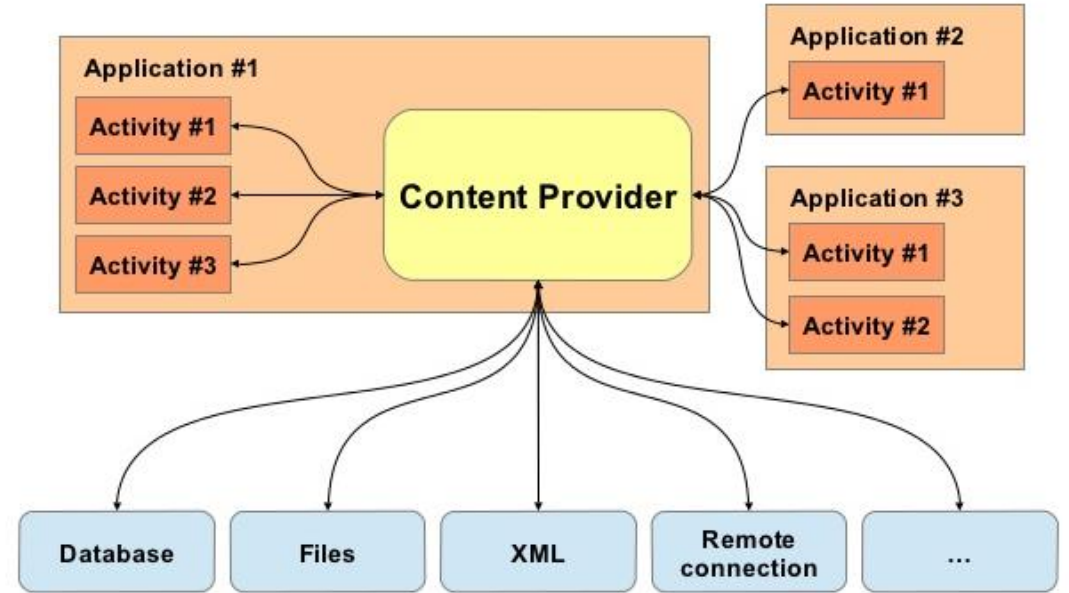 Application #1
Activity #1
Activity #2
Activity #3
Content Provider
Application #2
Activity #1
Application #3
Activity #1
Activity #2
Database
Files
XML
Remote
connection
...